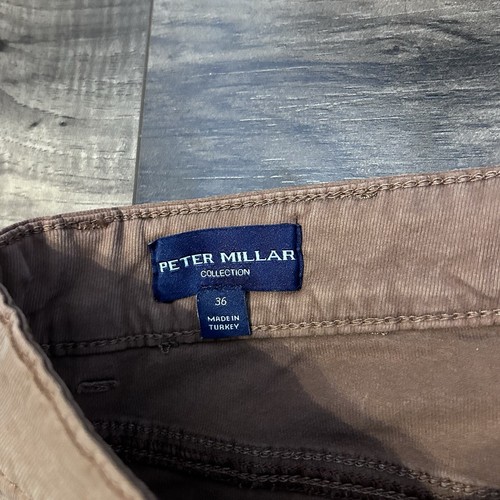 PETER MILLAR
COLLECTION
36
MADE IN
TURKEY